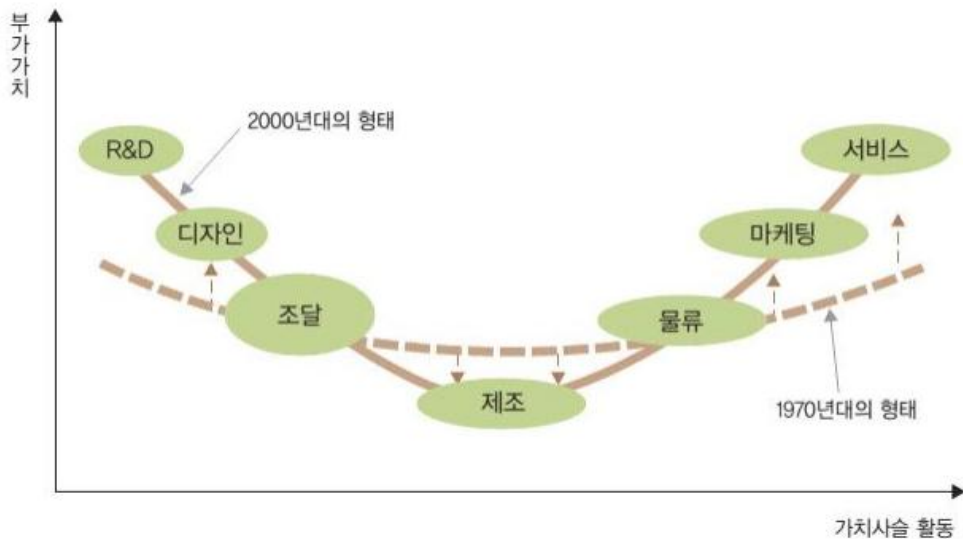 부가가치
2000년대의 형태
R&D
서비스
디자인
마케팅
조달
물류
제조
1970년대의 형태
가치사슬 활동